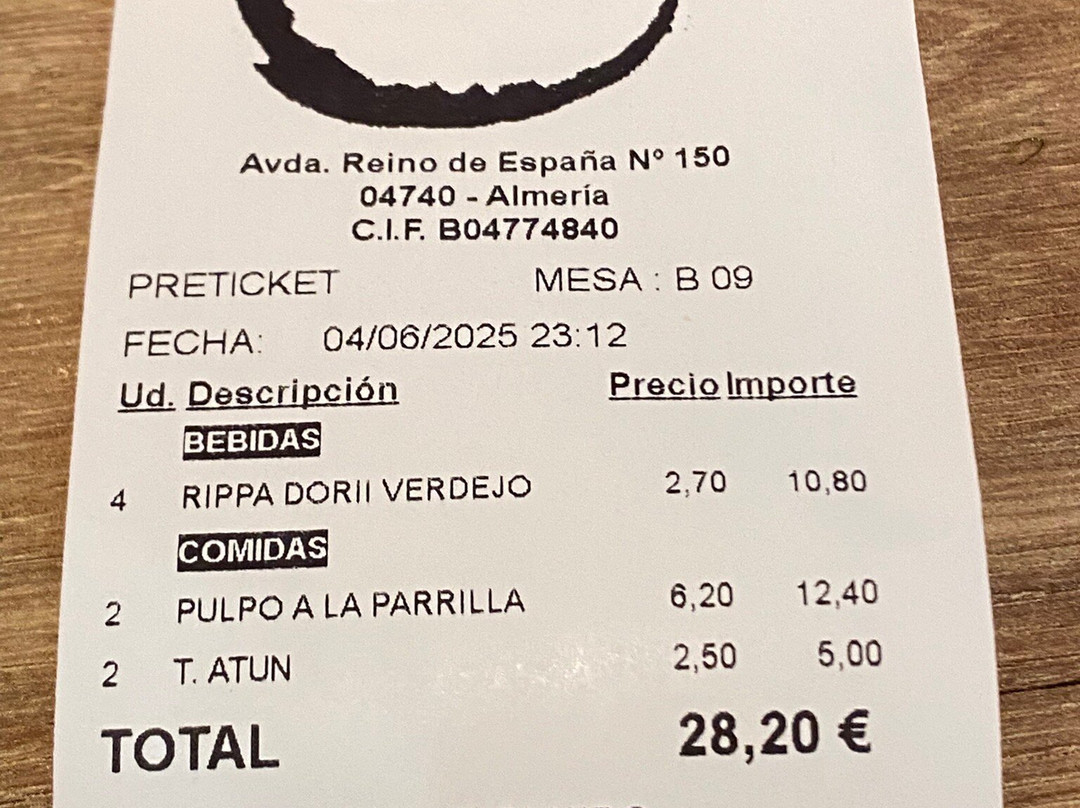 Avda. Reino de España Nº 150
04740 - Almería
C.I.F. B04774840
PRETICKET MESA : B 09
FECHA: 04/06/2025 23:12
Ud. Descripción Precio Importe
BEBIDAS
4 RIPPA DORII VERDEJO 2,70 10,80
COMIDAS
2 PULPO A LA PARRILLA 6,20 12,40
2 T. ATUN 2,50 5,00
TOTAL 28,20 €